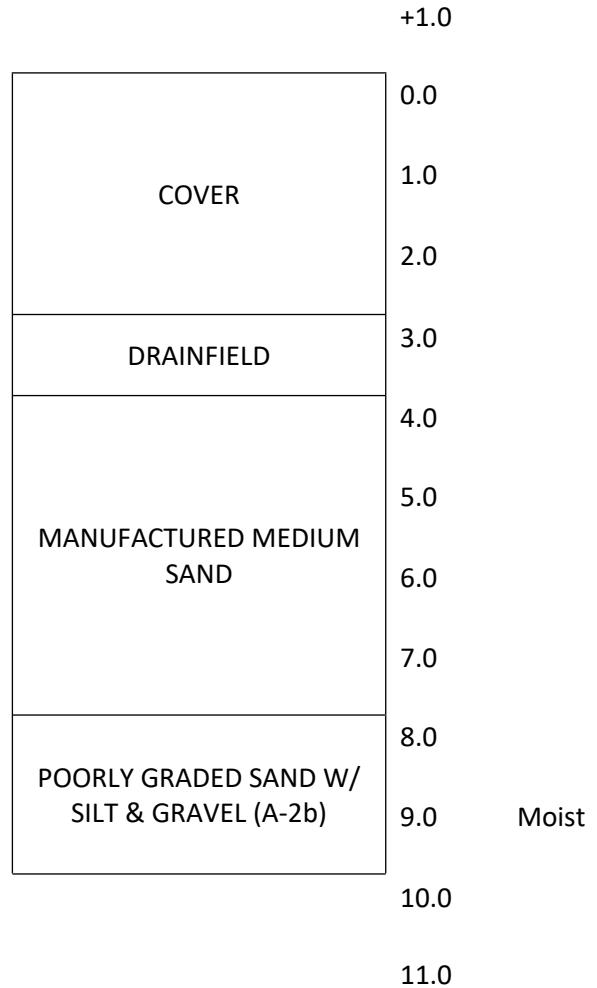 +1.0
0.0
1.0
COVER
2.0
3.0
DRAINFIELD
4.0
5.0
MANUFACTURED MEDIUM
SAND
6.0
7.0
8.0
POORLY GRADED SAND W/
SILT & GRAVEL (A-2b)
9.0 Moist
10.0
11.0